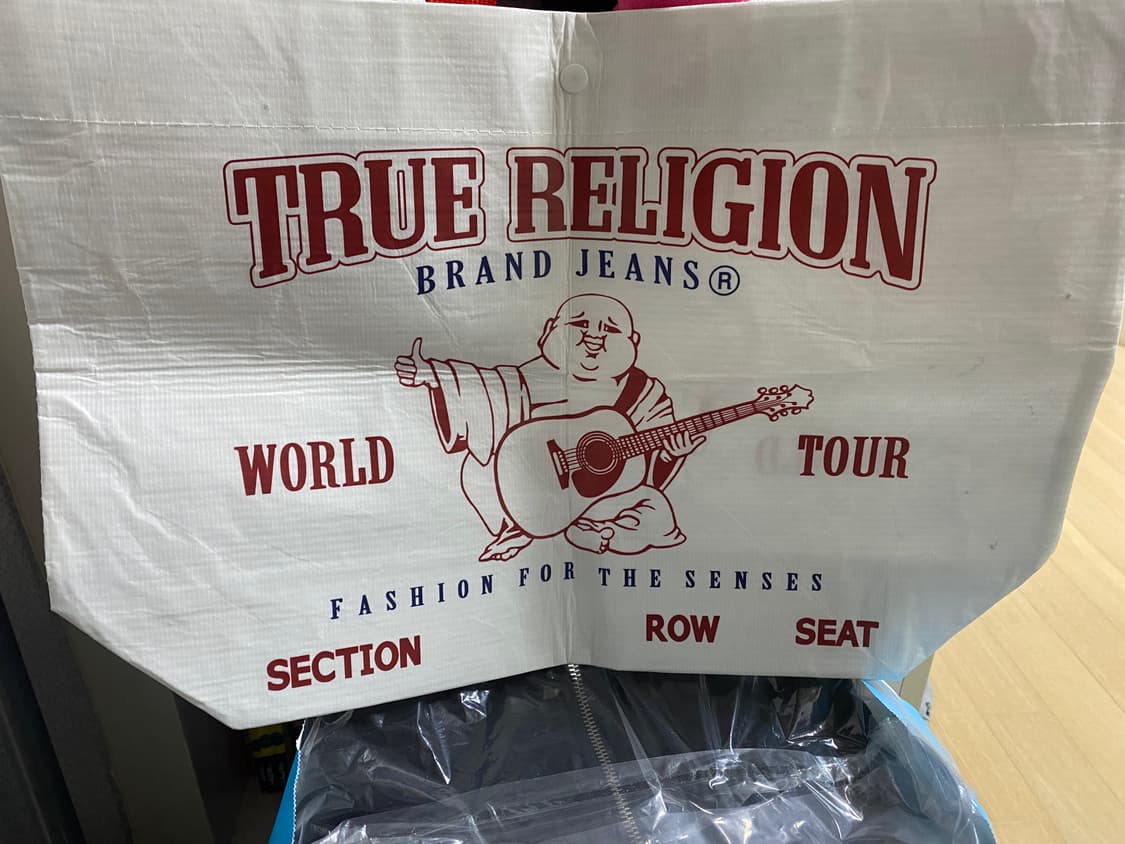 TRUE RELIGION
BRAND JEANS®
WORLD TOUR
FASHION FOR THE SENSES
SECTION ROW SEAT